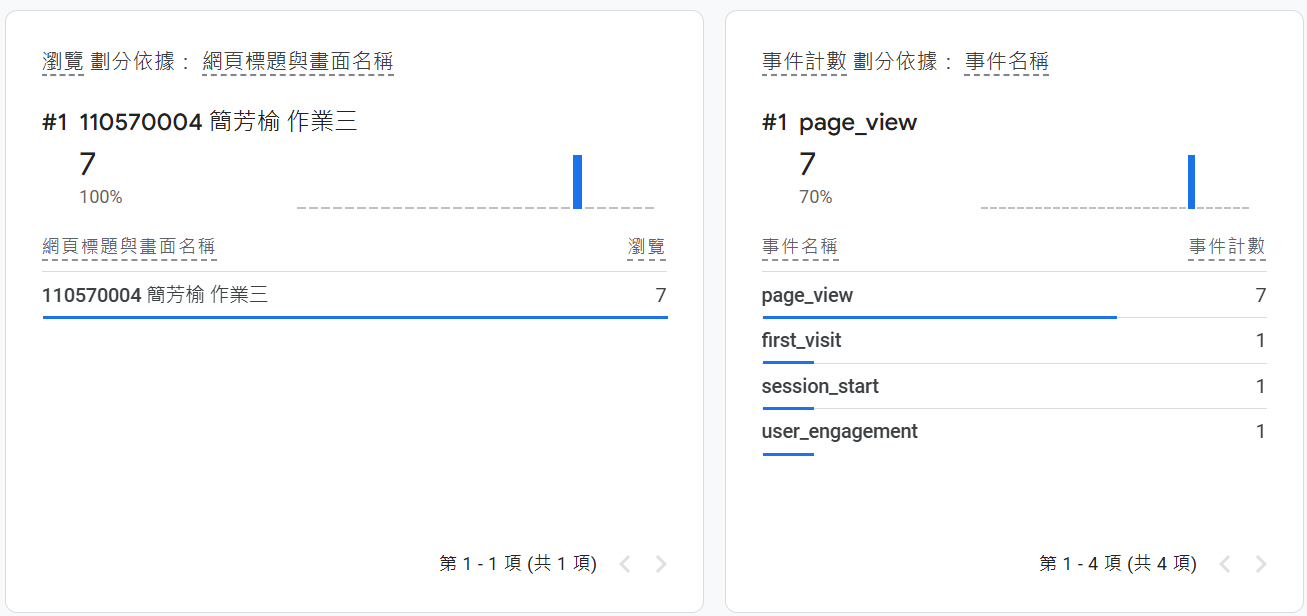 瀏覽 劃分依據： 網頁標題與畫面名稱
#1 110570004 簡芳榆 作業三
7
100%
網頁標題與畫面名稱 瀏覽
110570004 簡芳榆 作業三 7
第 1 - 1 項 (共 1 項)
事件計數 劃分依據： 事件名稱
#1 page_view
7
70%
事件名稱 事件計數
page_view 7
first_visit 1
session_start 1
user_engagement 1
第 1 - 4 項 (共 4 項)